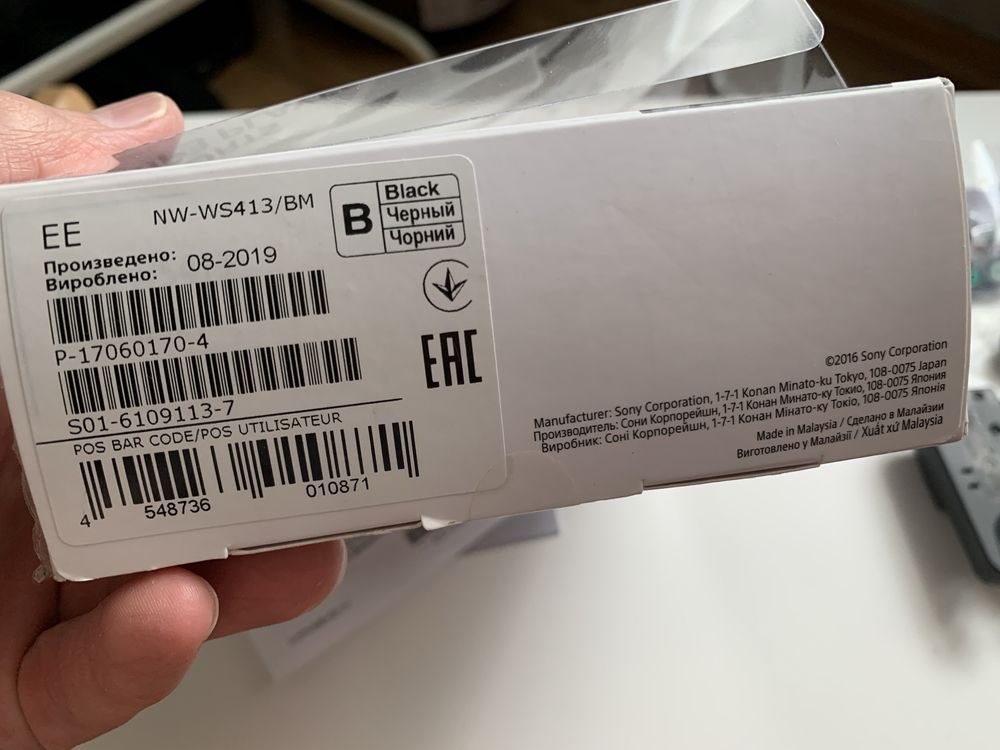 EE
NW-WS413/BM
B
Black
Черный
Чорний
Произведено:
Вироблено:
08-2019
P-17060170-4
EAC
S01-6109113-7
POS BAR CODE/POS UTILISATEUR
4 548736 010871
©2016 Sony Corporation
Manufacturer: Sony Corporation, 1-7-1 Konan Minato-ku Tokyo, 108-0075 Japan
Производитель: Сони Корпорейшн, 1-7-1 Конан Минато-ку Токио, 108-0075 Япония
Виробник: Соні Корпорейшн, 1-7-1 Конан Мінато-ку Токіо, 108-0075 Японія
Made in Malaysia / Сделано в Малайзии
Виготовлено у Малайзії / Xuất xứ Malaysia